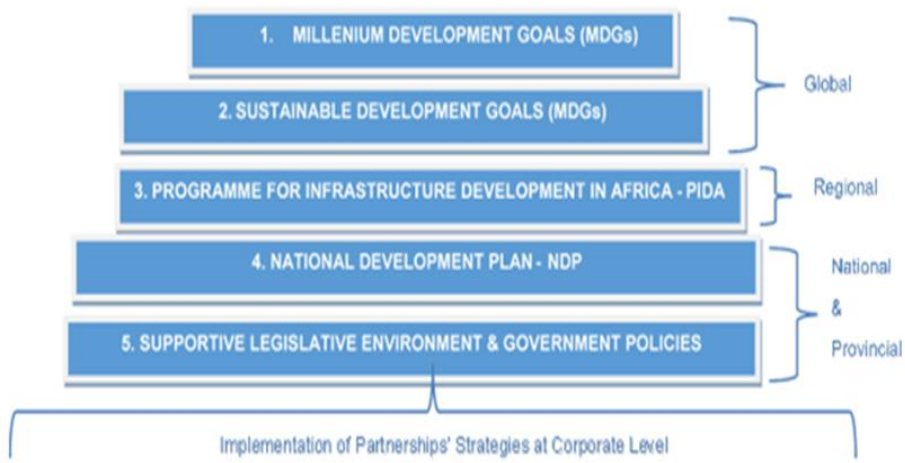 1. MILLENIUM DEVELOPMENT GOALS (MDGs)
Global
2. SUSTAINABLE DEVELOPMENT GOALS (MDGs)
3. PROGRAMME FOR INFRASTRUCTURE DEVELOPMENT IN AFRICA - PIDA
Regional
4. NATIONAL DEVELOPMENT PLAN - NDP
National
&
Provincial
5. SUPPORTIVE LEGISLATIVE ENVIRONMENT & GOVERNMENT POLICIES
Implementation of Partnerships' Strategies at Corporate Level